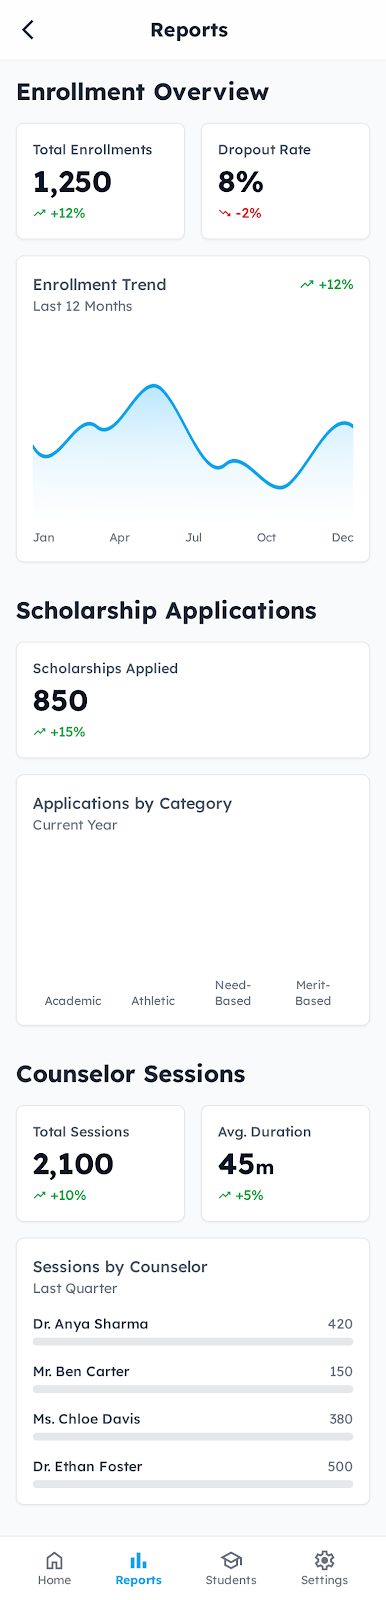 Reports
Enrollment Overview
Total Enrollments
1,250
+12%
Dropout Rate
8%
-2%
Enrollment Trend
+12%
Last 12 Months
Jan Apr Jul Oct Dec
Scholarship Applications
Scholarships Applied
850
+15%
Applications by Category
Current Year
Academic
Athletic
Need-
Based
Merit-
Based
Counselor Sessions
Total Sessions
2,100
+10%
Avg. Duration
45m
+5%
Sessions by Counselor
Last Quarter
Dr. Anya Sharma 420
Mr. Ben Carter 150
Ms. Chloe Davis 380
Dr. Ethan Foster 500
Home Reports Students Settings